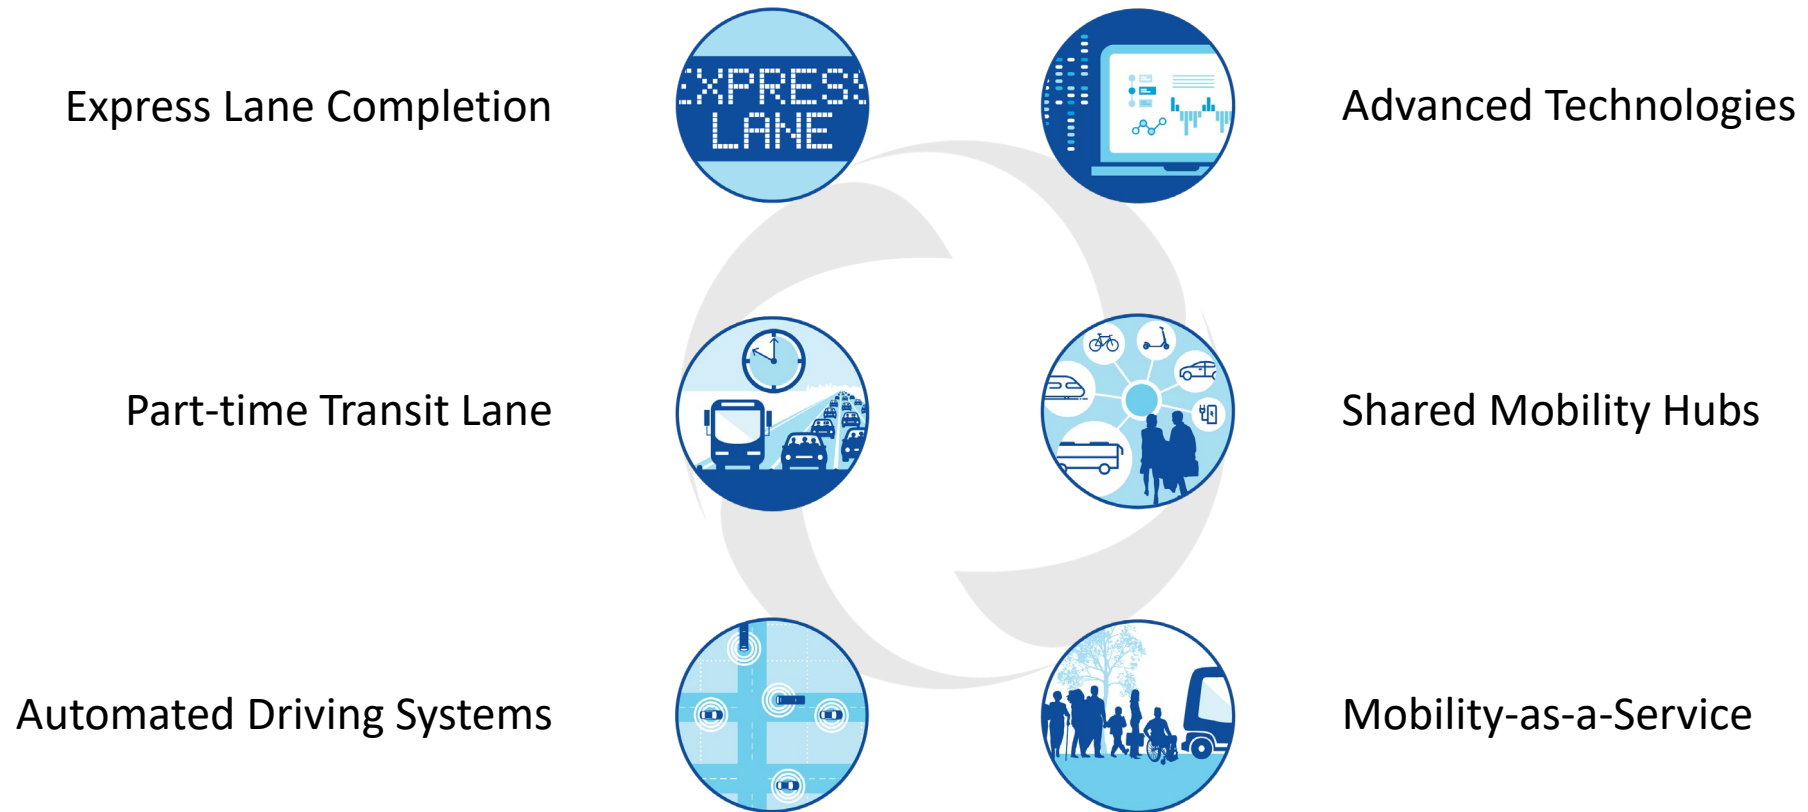 Express Lane Completion
EXPRESS
LANE
Advanced Technologies
Part-time Transit Lane
Shared Mobility Hubs
Automated Driving Systems
Mobility-as-a-Service